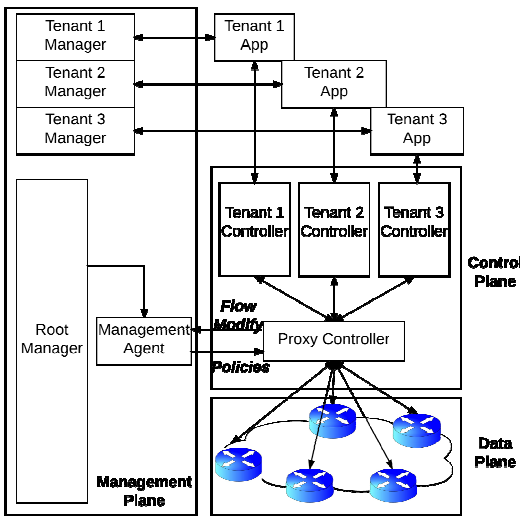 Tenant 1
Manager
Tenant 1
App
Tenant 2
Manager
Tenant 2
App
Tenant 3
Manager
Tenant 3
App
Tenant 1
Controller
Tenant 2
Controller
Tenant 3
Controller
Control
Plane
Root
Manager
Management
Agent
Flow
Modify
Policies
Proxy Controller
Management
Plane
Data
Plane